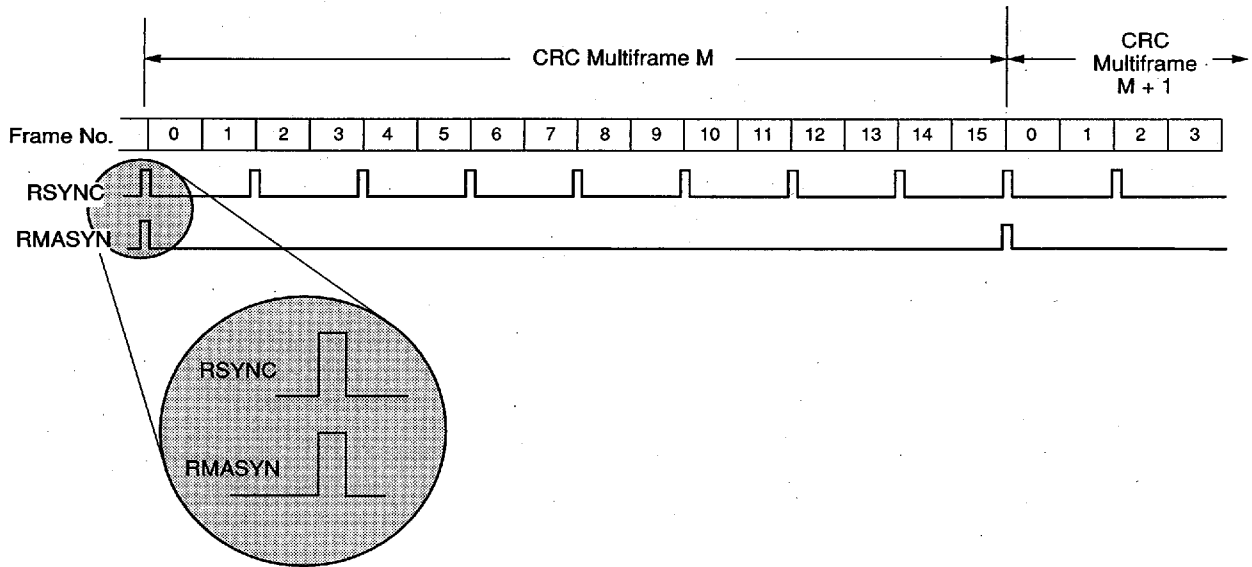 CRC Multiframe M
CRC
Multiframe
M + 1
Frame No. 0 1 2 3 4 5 6 7 8 9 10 11 12 13 14 15 0 1 2 3
RSYNC
RMASYN
RSYNC
RMASYN